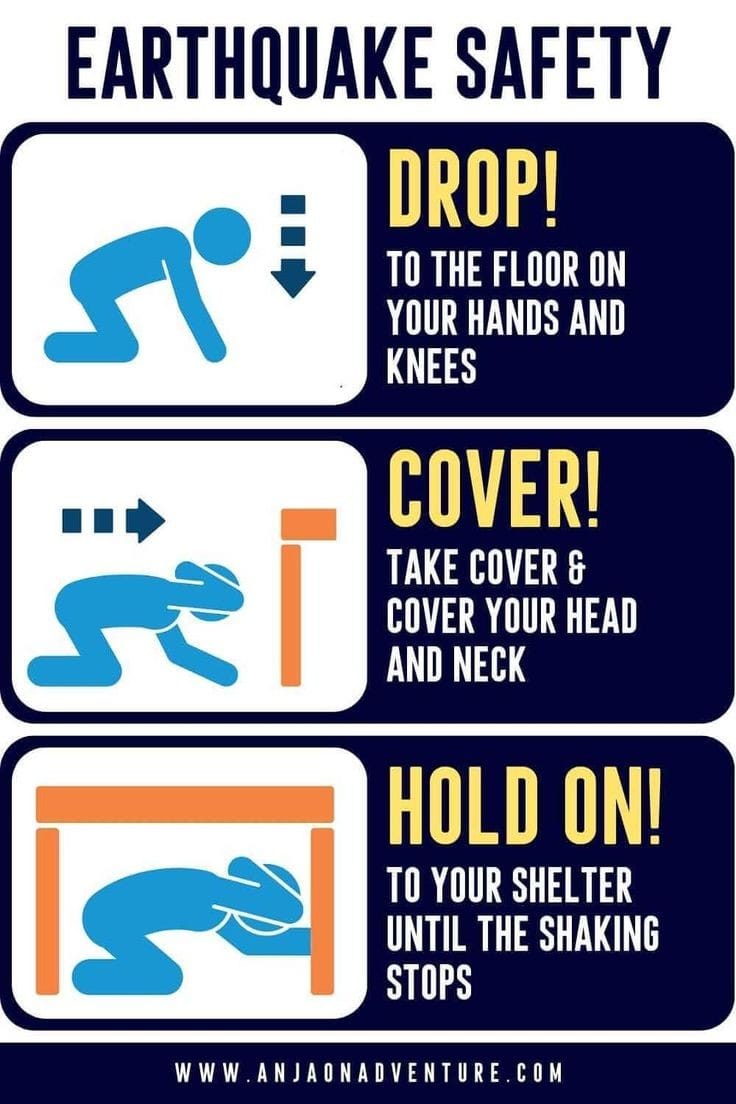 EARTHQUAKE SAFETY
DROP!
TO THE FLOOR ON
YOUR HANDS AND
KNEES
COVER!
TAKE COVER &
COVER YOUR HEAD
AND NECK
HOLD ON!
TO YOUR SHELTER
UNTIL THE SHAKING
STOPS
WWW.ANJAONADVENTURE.COM